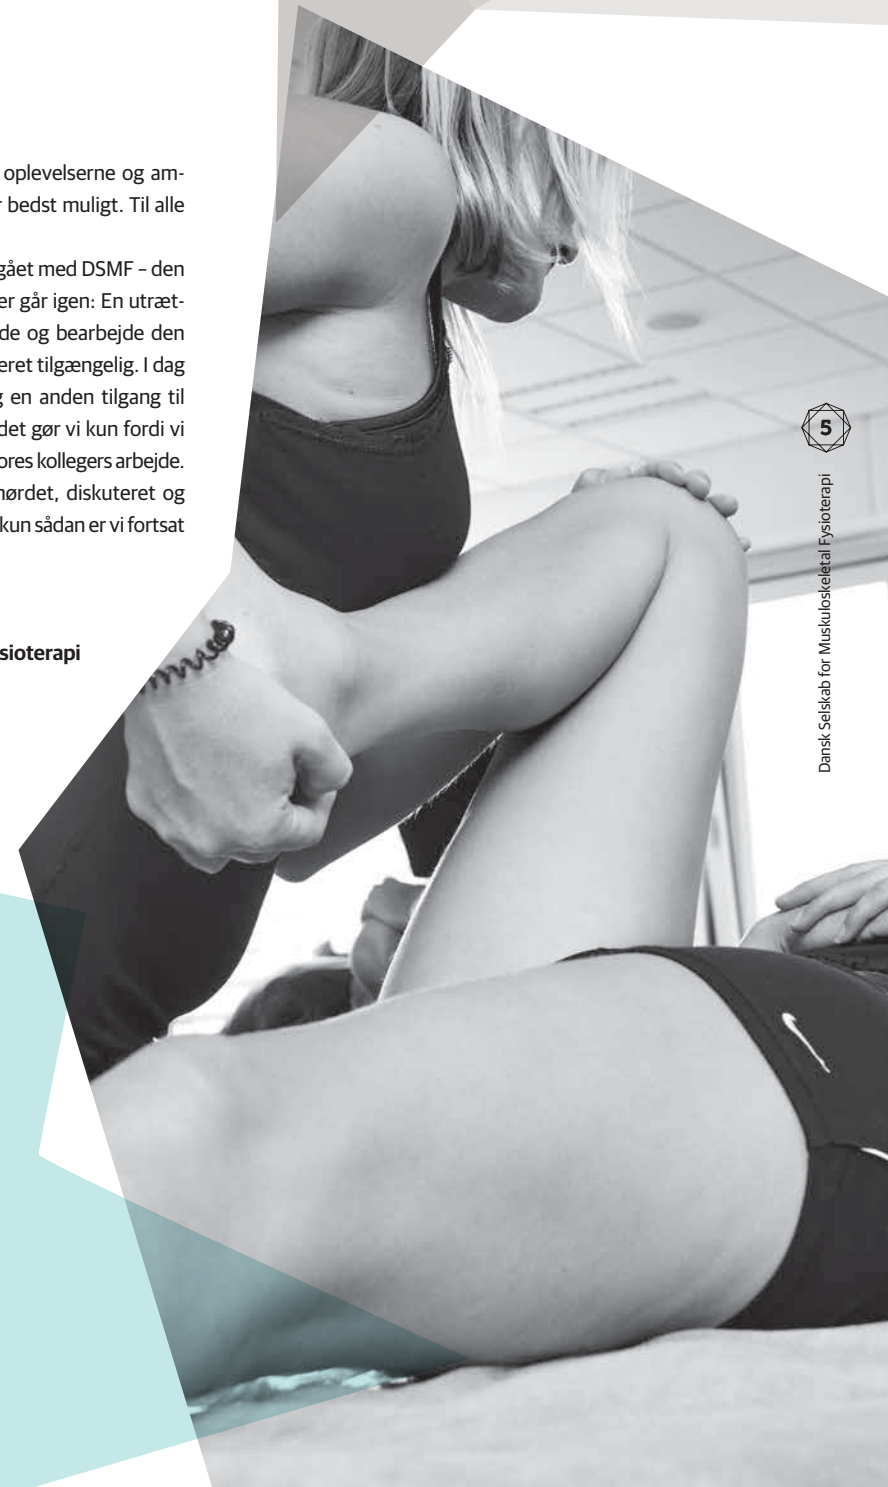 oplevelserne og am-
bedst muligt. Til alle
gået med DSMF – den
er går igen: En utræt-
de og bearbejde den
eret tilgængelig. I dag
en anden tilgang til
det gør vi kun fordi vi
ores kollegers arbejde.
nørdet, diskuteret og
kun sådan er vi fortsat
sioterapi
5
Dansk Selskab for Muskuloskeletal Fysioterapi